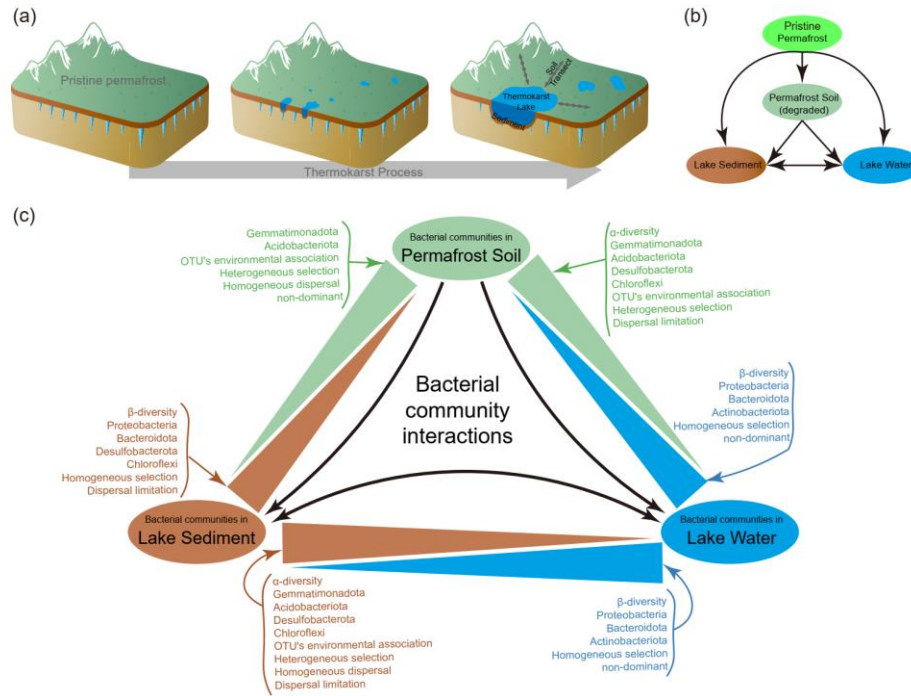 (a)
Pristine permafrost
Soil
Transect
Thermokarst
Lake
Sediment
Thermokarst Process
(b)
Pristine
Permafrost
Permafrost Soil
(degraded)
Lake Sediment
Lake Water
(c)
Bacterial communities in
Permafrost Soil
Gemmatimonadota
Acidobacteriota
OTU's environmental association
Heterogeneous selection
Homogeneous dispersal
non-dominant
α-diversity
Gemmatimonadota
Acidobacteriota
Desulfobacterota
Chloroflexi
OTU's environmental association
Heterogeneous selection
Dispersal limitation
Bacterial
community
interactions
β-diversity
Proteobacteria
Bacteroidota
Actinobacteriota
Homogeneous selection
non-dominant
β-diversity
Proteobacteria
Bacteroidota
Desulfobacterota
Chloroflexi
Homogeneous selection
Dispersal limitation
Bacterial communities in
Lake Sediment
Bacterial communities in
Lake Water
α-diversity
Gemmatimonadota
Acidobacteriota
Desulfobacterota
Chloroflexi
OTU's environmental association
Heterogeneous selection
Homogeneous dispersal
Dispersal limitation
β-diversity
Proteobacteria
Bacteroidota
Actinobacteriota
Homogeneous selection
non-dominant